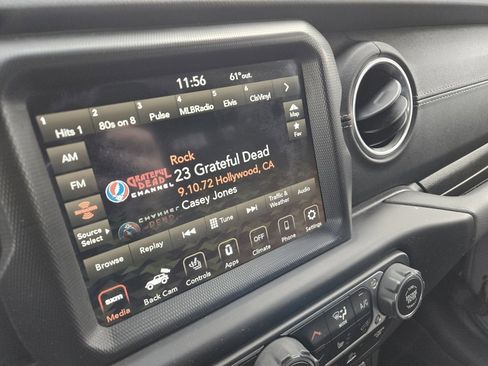 11:56 61° out.
1 Hits 1 2 80s on 8 3 Pulse 4 MLBRadio 5 Elvis 6 ClsVinyl
Map
AM
Rock
Fav
GRATEFUL DEAD CHANNEL
23 Grateful Dead
FM
9.10.72 Hollywood, CA
Casey Jones
Source Select
Browse Replay Tune Traffic & Weather Audio
SXM Media Back Cam Controls Apps OFF Climate Phone Settings
A/C